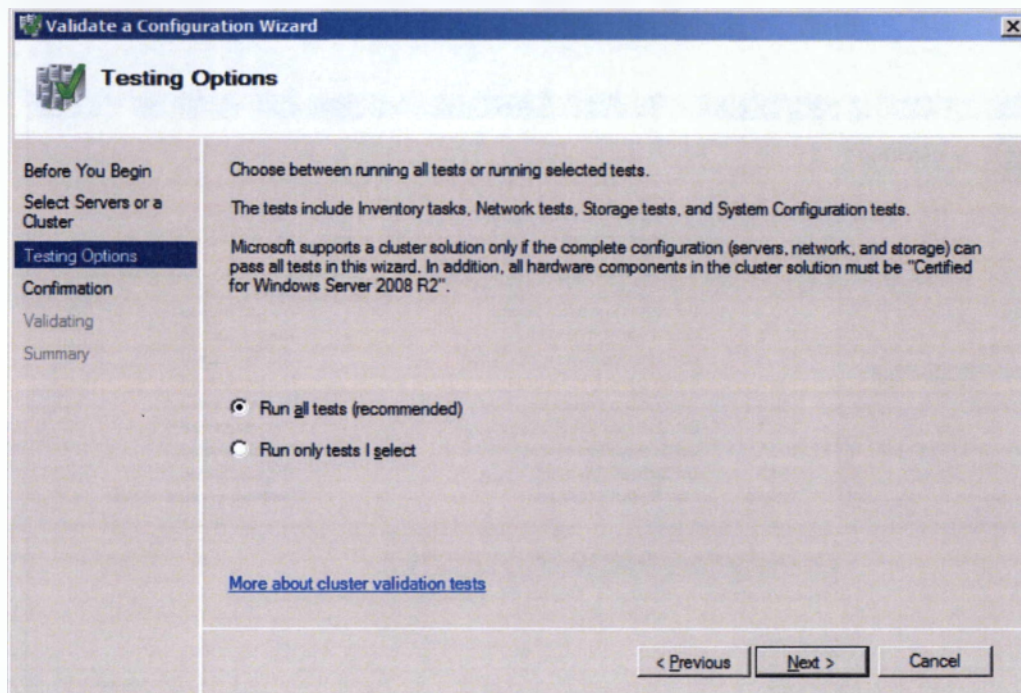 Validate a Configuration Wizard
Testing Options
Before You Begin
Select Servers or a
Cluster
Testing Options
Confirmation
Validating
Summary
Choose between running all tests or running selected tests.
The tests include Inventory tasks, Network tests, Storage tests, and System Configuration tests.
Microsoft supports a cluster solution only if the complete configuration (servers, network, and storage) can
pass all tests in this wizard. In addition, all hardware components in the cluster solution must be "Certified
for Windows Server 2008 R2".
Run all tests (recommended)
Run only tests I select
More about cluster validation tests
< Previous
Next >
Cancel